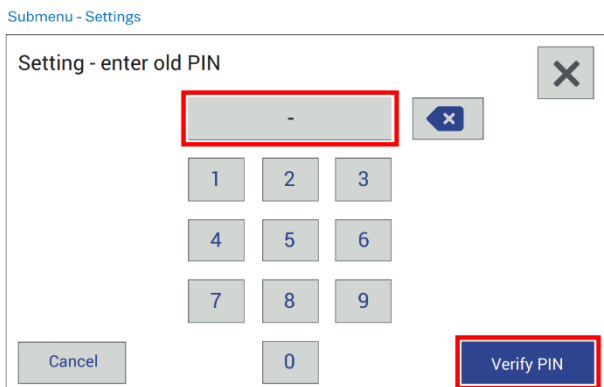 Submenu - Settings
Setting - enter old PIN
-
1 2 3
4 5 6
7 8 9
Cancel 0 Verify PIN